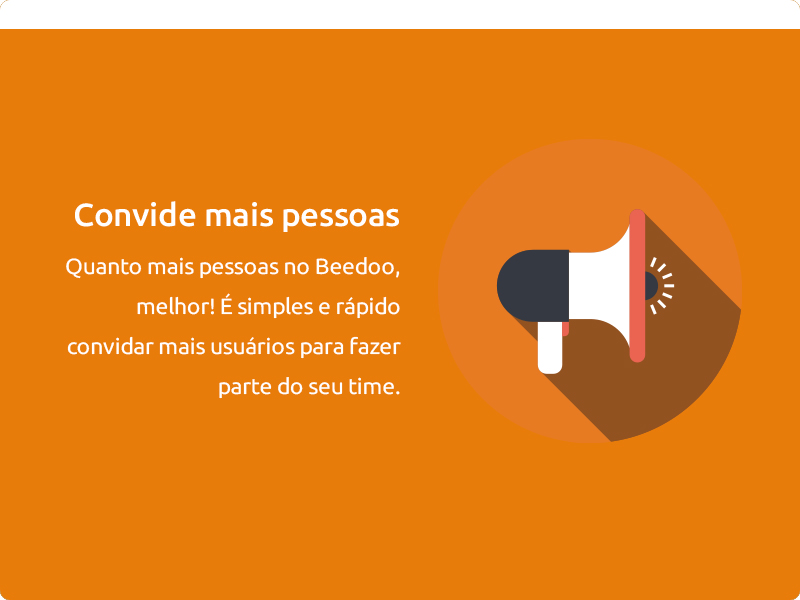 Convide mais pessoas
Quanto mais pessoas no Beedoo,
melhor! É simples e rápido
convidar mais usuários para fazer
parte do seu time.